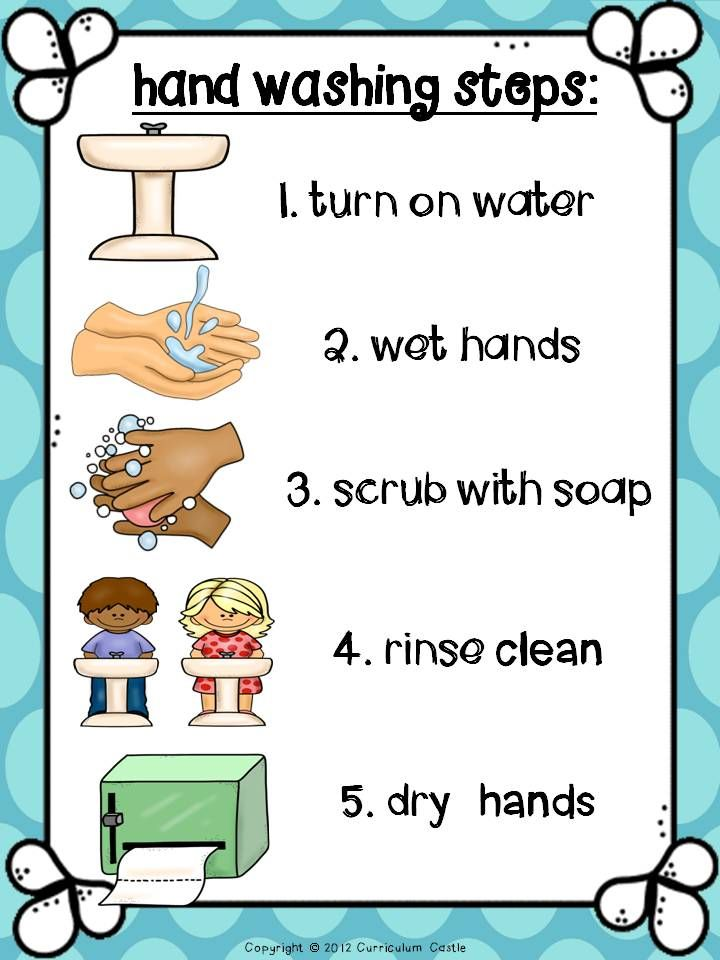 hand washing steps:
1. turn on water
2. wet hands
3. scrub with soap
4. rinse clean
5. dry hands
Copyright © 2012 Curriculum Castle